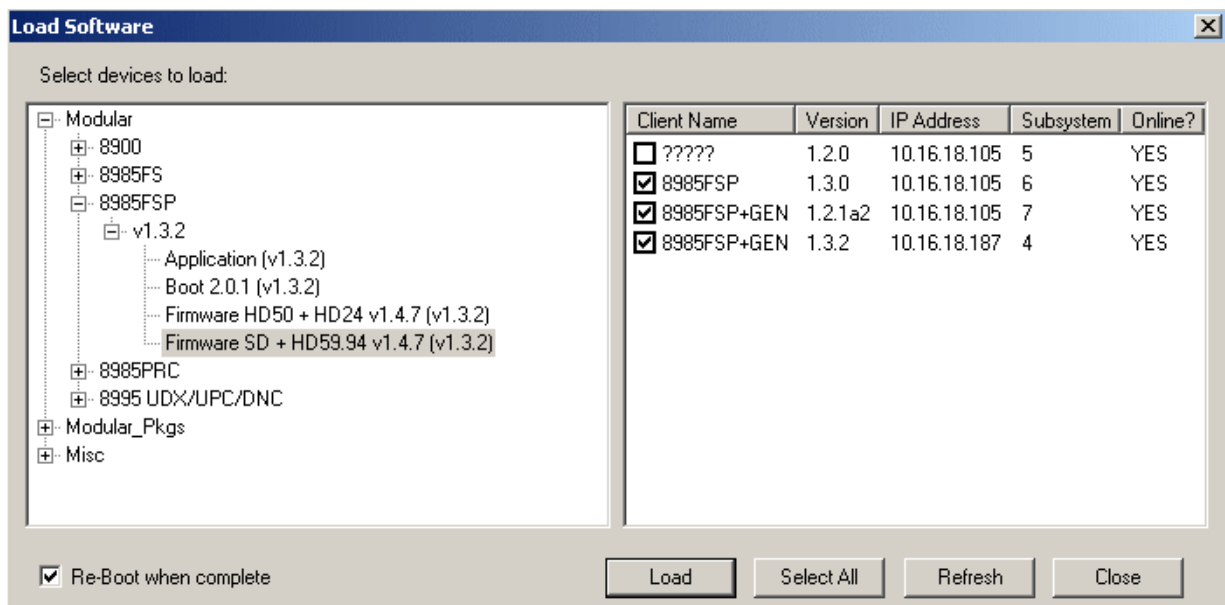 Load Software
Select devices to load:
Modular
8900
8985FS
8985FSP
v1.3.2
Application (v1.3.2)
Boot 2.0.1 (v1.3.2)
Firmware HD50 + HD24 v1.4.7 (v1.3.2)
Firmware SD + HD59.94 v1.4.7 (v1.3.2)
8985PRC
8995 UDX/UPC/DNC
Modular_Pkgs
Misc
Client Name Version IP Address Subsystem Online?
????? 1.2.0 10.16.18.105 5 YES
8985FSP 1.3.0 10.16.18.105 6 YES
8985FSP+GEN 1.2.1a2 10.16.18.105 7 YES
8985FSP+GEN 1.3.2 10.16.18.187 4 YES
Re-Boot when complete
Load Select All Refresh Close